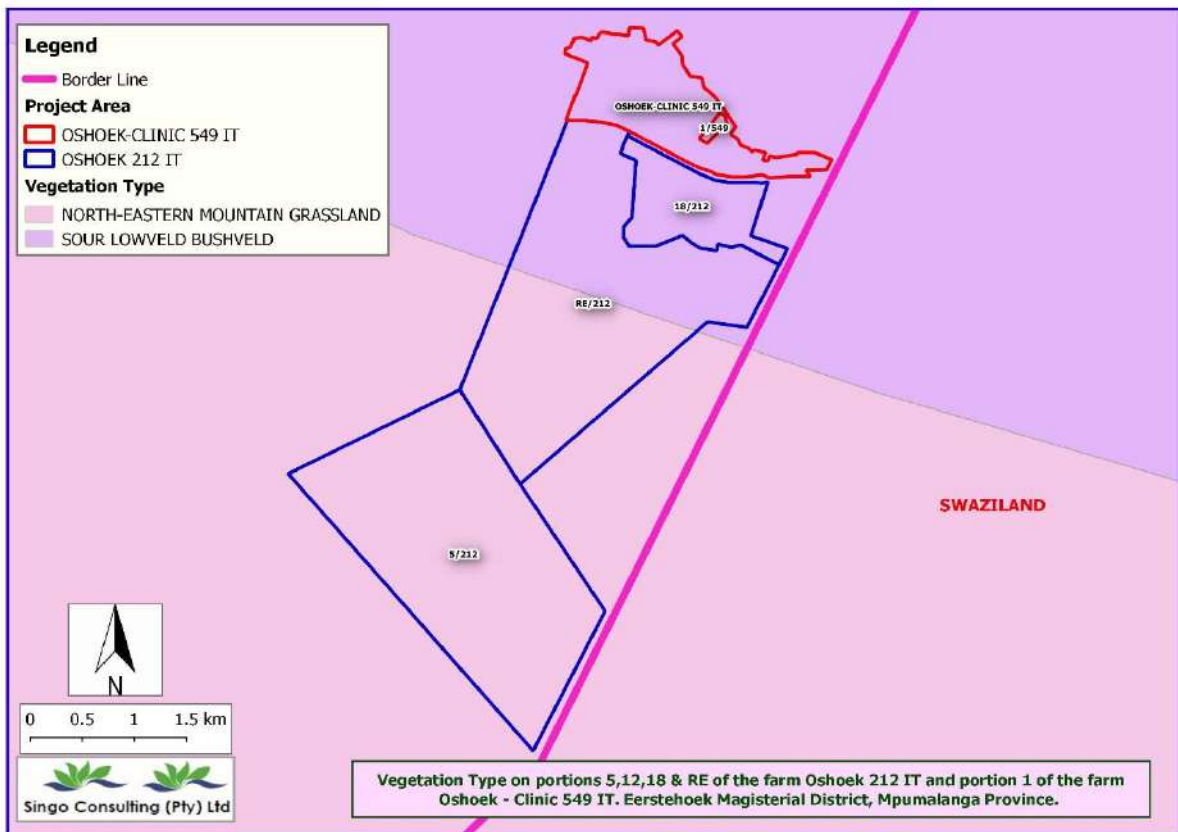 Legend
Border Line
Project Area
OSHOEK-CLINIC 549 IT
OSHOEK 212 IT
Vegetation Type
NORTH-EASTERN MOUNTAIN GRASSLAND
SOUR LOWVELD BUSHVELD
OSHOEK-CLINIC 549 IT
1/549
18/212
RE/212
5/212
SWAZILAND
N
0 0.5 1 1.5 km
Singo Consulting (Pty) Ltd
Vegetation Type on portions 5,12,18 & RE of the farm Oshoek 212 IT and portion 1 of the farm
Oshoek - Clinic 549 IT. Eerstehoek Magisterial District, Mpumalanga Province.